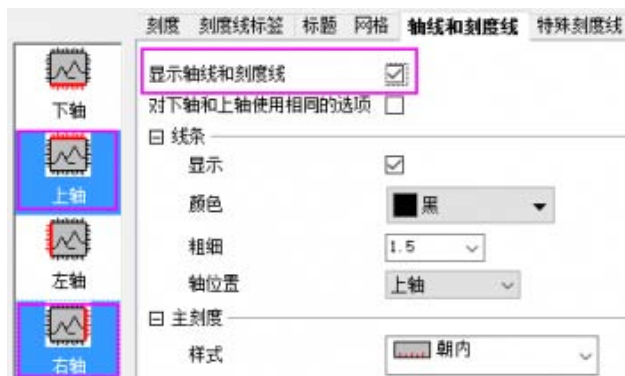 刻度 刻度线标签 标题 网格 轴线和刻度线 特殊刻度线
显示轴线和刻度线
下轴
对下轴和上轴使用相同的选项
线条
显示
上轴
颜色 黑
粗细 1.5
左轴
轴位置 上轴
主刻度
样式 朝内
右轴